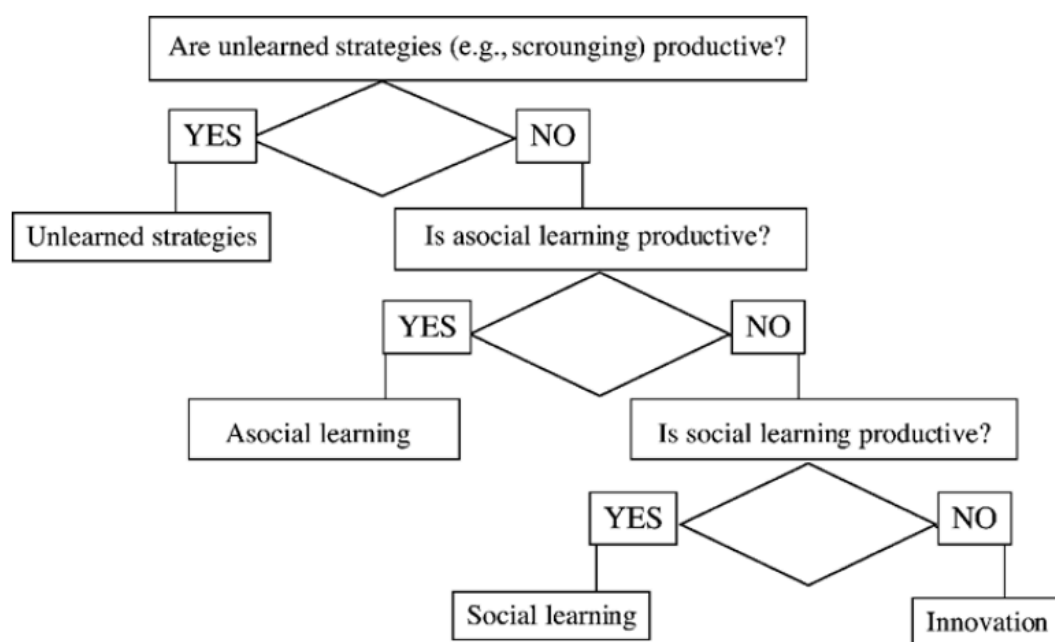 Are unlearned strategies (e.g., scrounging) productive?
YES
NO
Unlearned strategies
Is asocial learning productive?
YES
NO
Asocial learning
Is social learning productive?
YES
NO
Social learning
Innovation